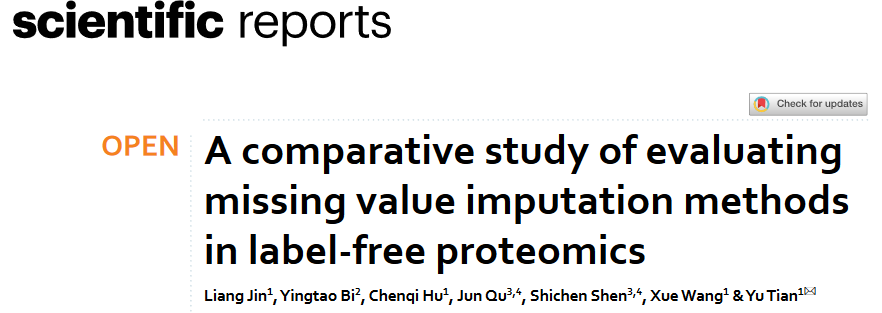 scientific reports
Check for updates
OPEN
A comparative study of evaluating
missing value imputation methods
in label-free proteomics
Liang Jin¹, Yingtao Bi², Chenqi Hu¹, Jun Qu³,⁴, Shichen Shen³,⁴, Xue Wang¹ & Yu Tian¹✉